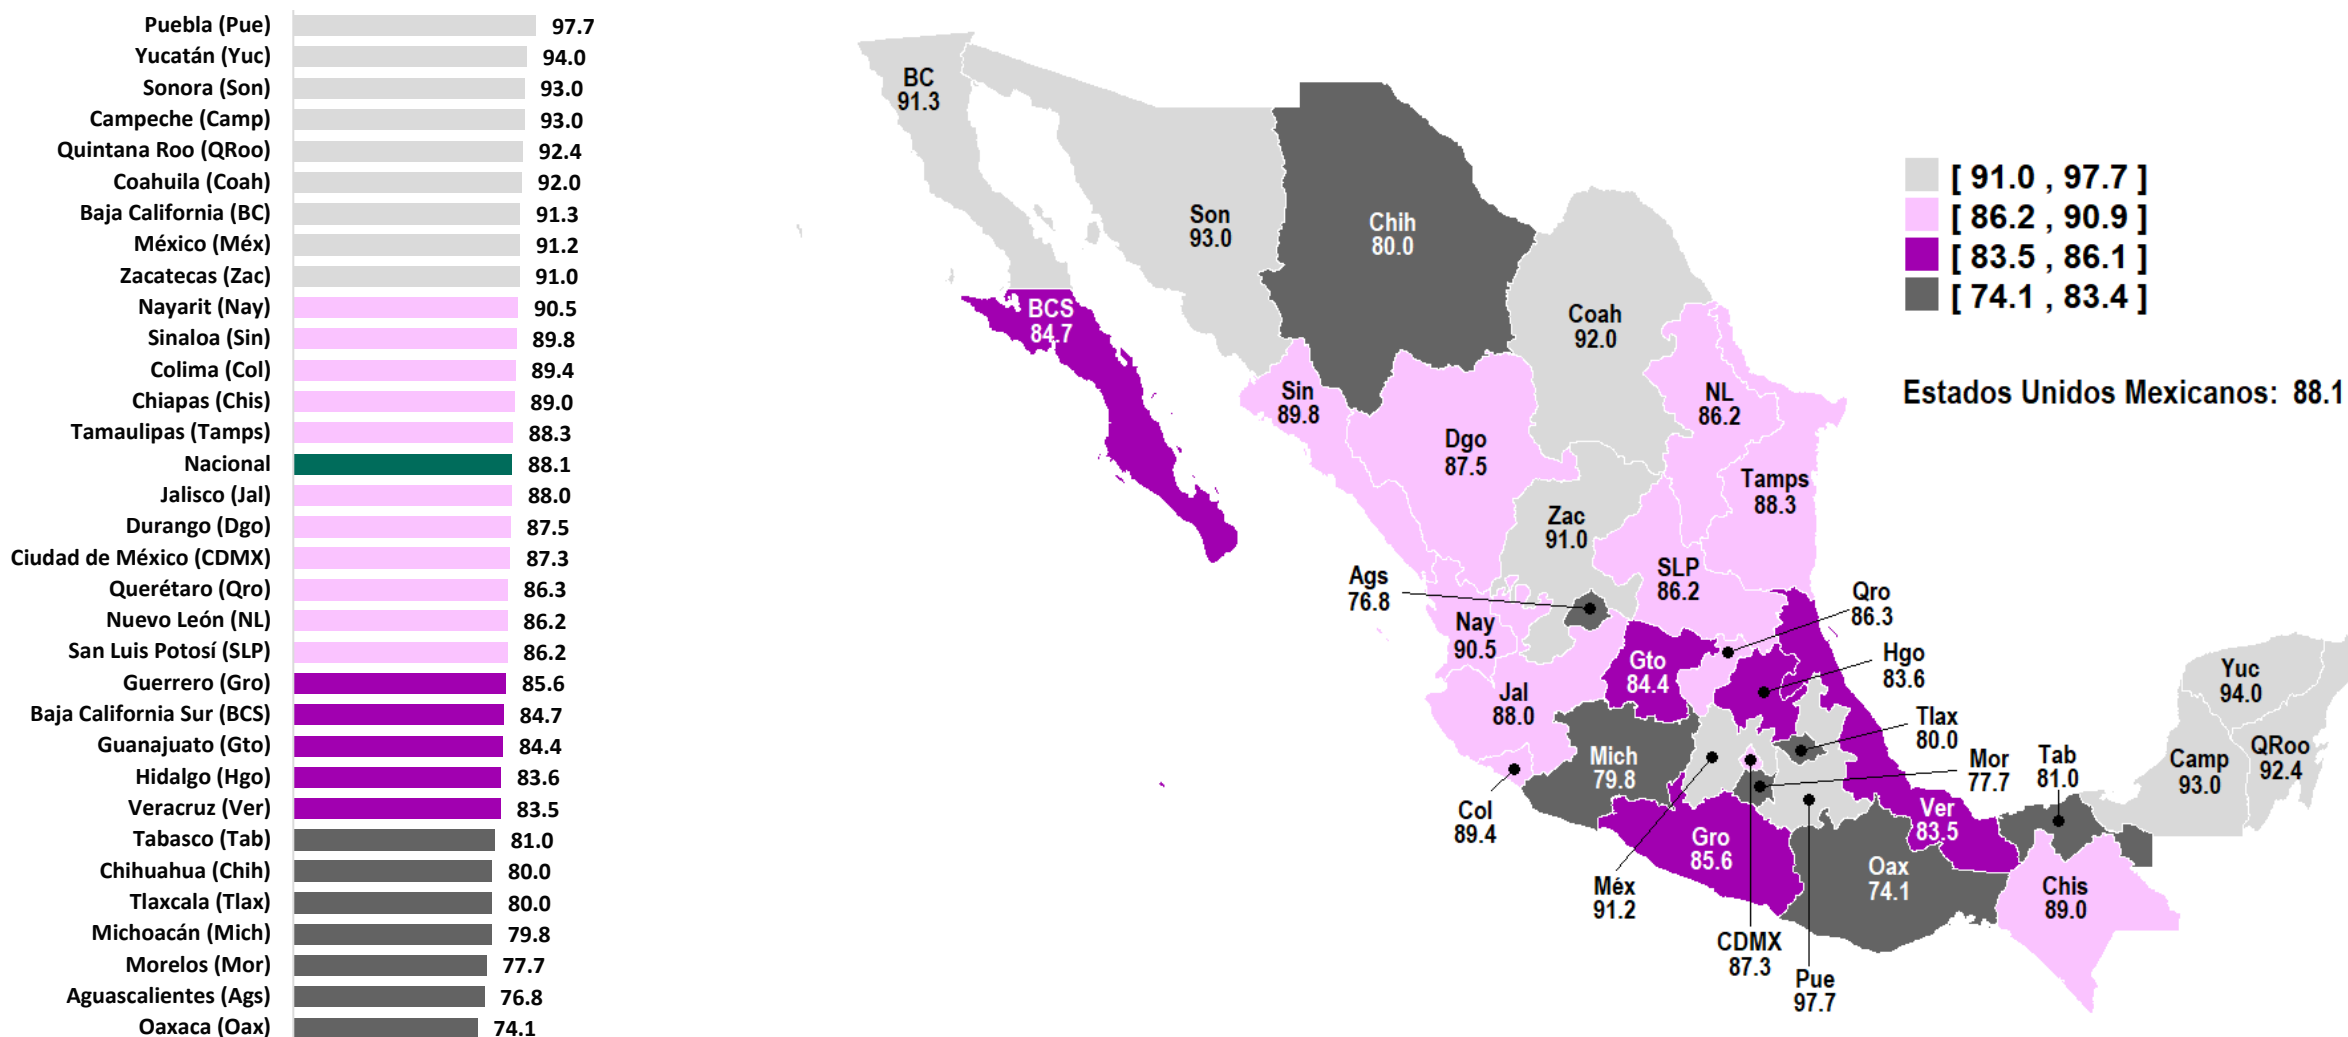 Puebla (Pue) 97.7
Yucatán (Yuc) 94.0
Sonora (Son) 93.0
Campeche (Camp) 93.0
Quintana Roo (QRoo) 92.4
Coahuila (Coah) 92.0
Baja California (BC) 91.3
México (Méx) 91.2
Zacatecas (Zac) 91.0
Nayarit (Nay) 90.5
Sinaloa (Sin) 89.8
Colima (Col) 89.4
Chiapas (Chis) 89.0
Tamaulipas (Tamps) 88.3
Nacional 88.1
Jalisco (Jal) 88.0
Durango (Dgo) 87.5
Ciudad de México (CDMX) 87.3
Querétaro (Qro) 86.3
Nuevo León (NL) 86.2
San Luis Potosí (SLP) 86.2
Guerrero (Gro) 85.6
Baja California Sur (BCS) 84.7
Guanajuato (Gto) 84.4
Hidalgo (Hgo) 83.6
Veracruz (Ver) 83.5
Tabasco (Tab) 81.0
Chihuahua (Chih) 80.0
Tlaxcala (Tlax) 80.0
Michoacán (Mich) 79.8
Morelos (Mor) 77.7
Aguascalientes (Ags) 76.8
Oaxaca (Oax) 74.1
BC
91.3
Son
93.0
Chih
80.0
BCS
84.7
Coah
92.0
Sin
89.8
Dgo
87.5
NL
86.2
Tamps
88.3
Zac
91.0
SLP
86.2
Ags
76.8
Nay
90.5
Qro
86.3
Gto
84.4
Hgo
83.6
Jal
88.0
Tlax
80.0
Mich
79.8
Mor
77.7
Tab
81.0
Yuc
94.0
Camp
93.0
QRoo
92.4
Col
89.4
Gro
85.6
Ver
83.5
Méx
91.2
Oax
74.1
Chis
89.0
CDMX
87.3
Pue
97.7
[ 91.0 , 97.7 ]
[ 86.2 , 90.9 ]
[ 83.5 , 86.1 ]
[ 74.1 , 83.4 ]
Estados Unidos Mexicanos: 88.1